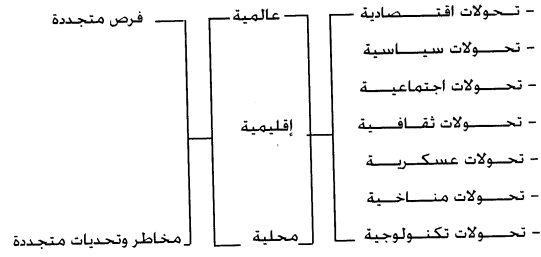 - تحولات اقتصادية
- تحولات سياسية
- تحولات اجتماعية
- تحولات ثقافية
- تحولات عسكرية
- تحولات مناخية
- تحولات تكنولوجية
عالمية
إقليمية
محلية
فرص متجددة
مخاطر وتحديات متجددة